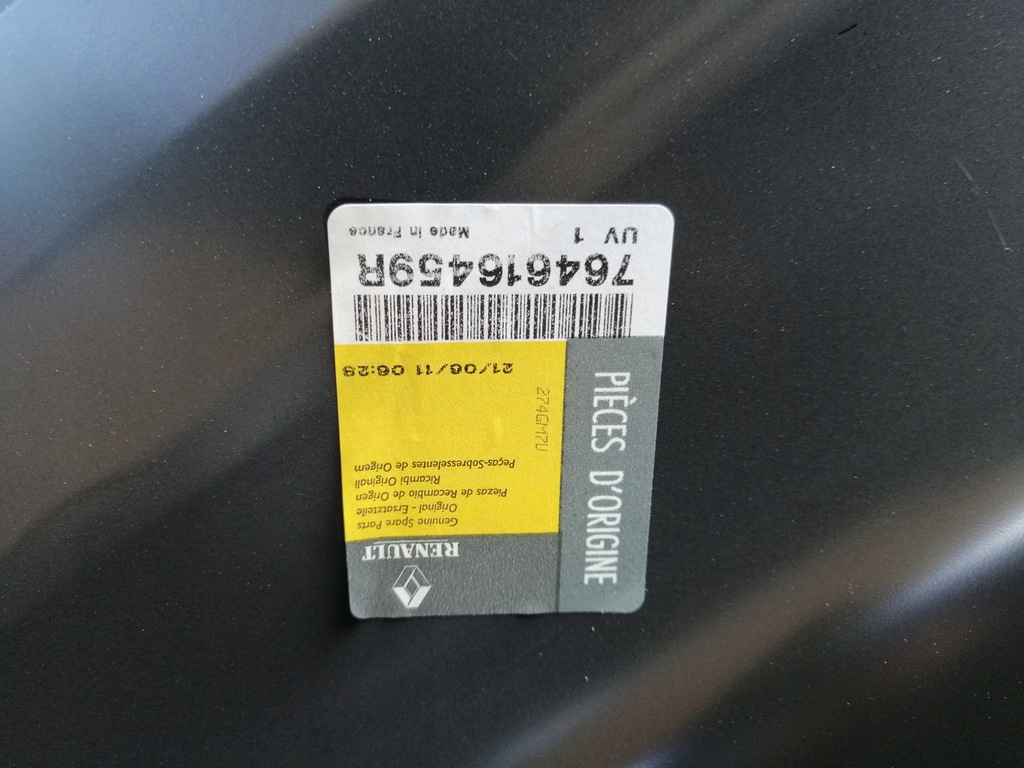 RENAULT
Genuine Spare Parts
Original - Ersatzteile
Piezas de Recambio de Origen
Ricambi Originali
Peças-Sobresselentes de Origem
PIÈCES D'ORIGINE
274GM7U
21/06/11 06:29
764616459R
UV 1 Made in France